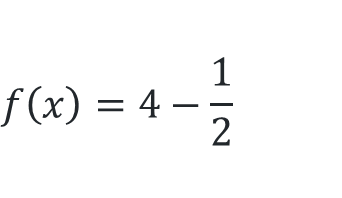 f(x) = 4 − 1/2